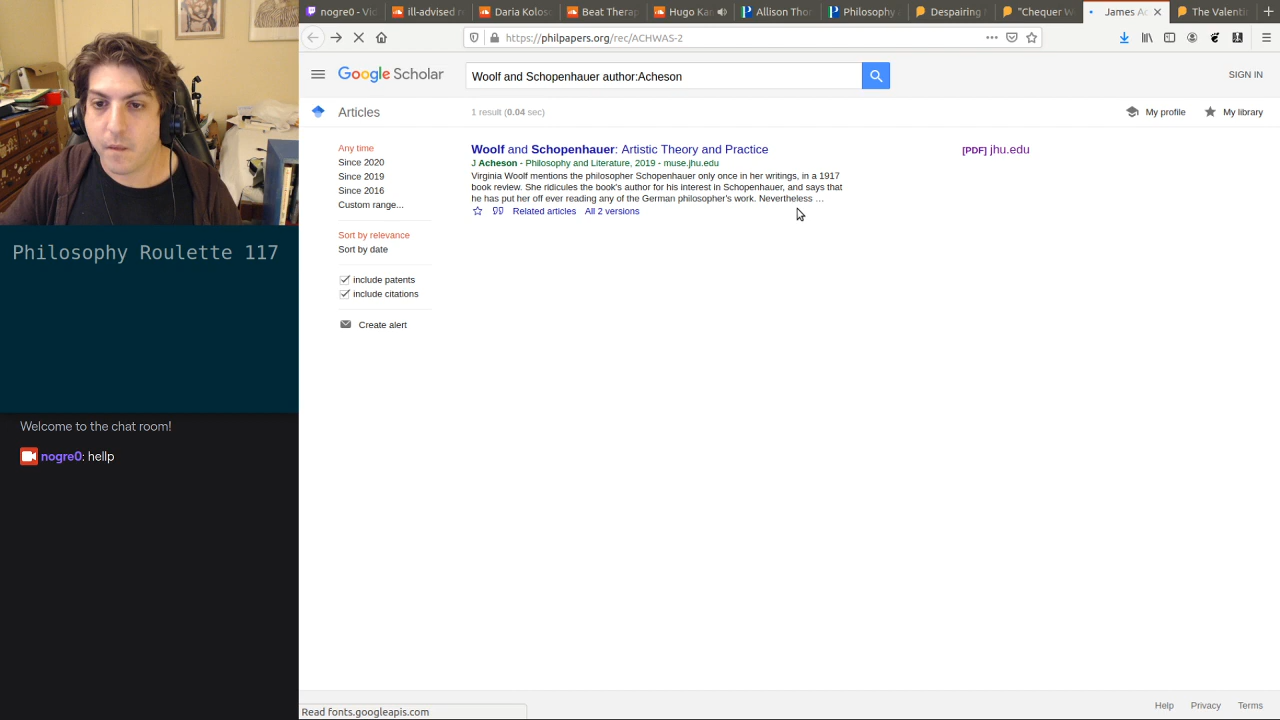 nogre0 - Vid
ill-advised
Daria Kolos
Beat Thera
Hugo Ka
Allison Thor
Philosophy
Despairing
Chequer W
James Ac
The Valenti
https://philpapers.org/rec/ACHWAS-2
Google Scholar
Woolf and Schopenhauer author:Acheson
SIGN IN
Articles
1 result (0.04 sec)
My profile
My library
Any time
Since 2020
Since 2019
Since 2016
Custom range...
Sort by relevance
Sort by date
include patents
include citations
Create alert
Woolf and Schopenhauer: Artistic Theory and Practice
[PDF] jhu.edu
J Acheson - Philosophy and Literature, 2019 - muse.jhu.edu
Virginia Woolf mentions the philosopher Schopenhauer only once in her writings, in a 1917
book review. She ridicules the book's author for his interest in Schopenhauer, and says that
he has put her off ever reading any of the German philosopher's work. Nevertheless …
Related articles
All 2 versions
Philosophy Roulette 117
Welcome to the chat room!
nogre0: hellp
Read fonts.googleapis.com
Help
Privacy
Terms